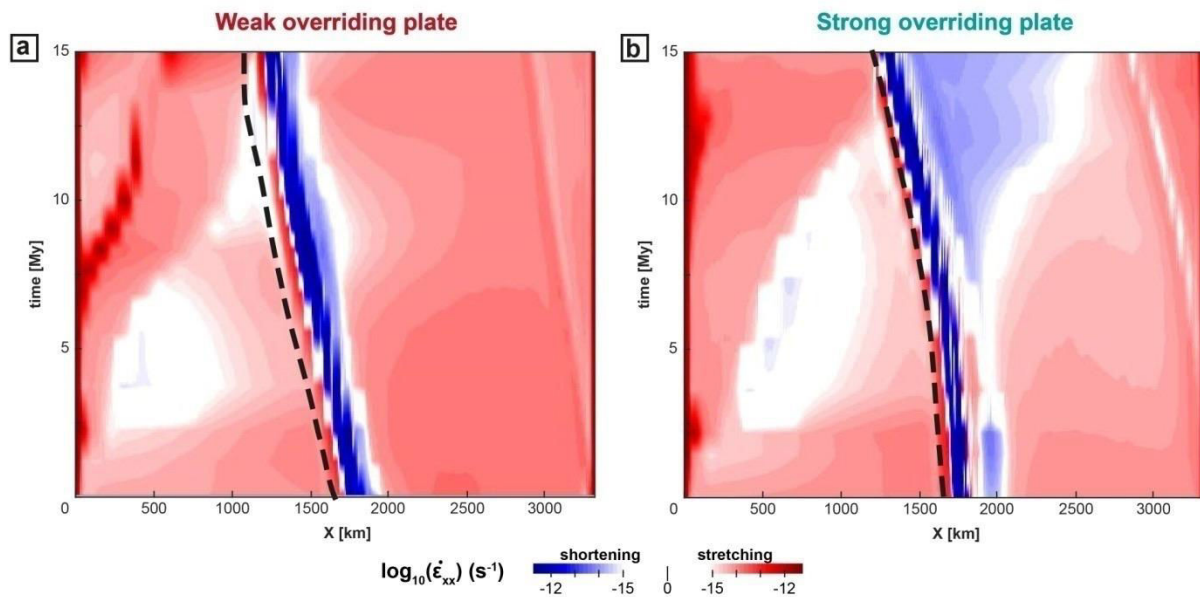 Weak overriding plate
Strong overriding plate
a
b
15
10
5
0
time [My]
500
1000
1500
2000
2500
3000
X [km]
15
10
5
0
time [My]
500
1000
1500
2000
2500
3000
X [km]
log₁₀(ε̇ₓₓ) (s⁻¹)
shortening
stretching
-12
-15
0
-15
-12